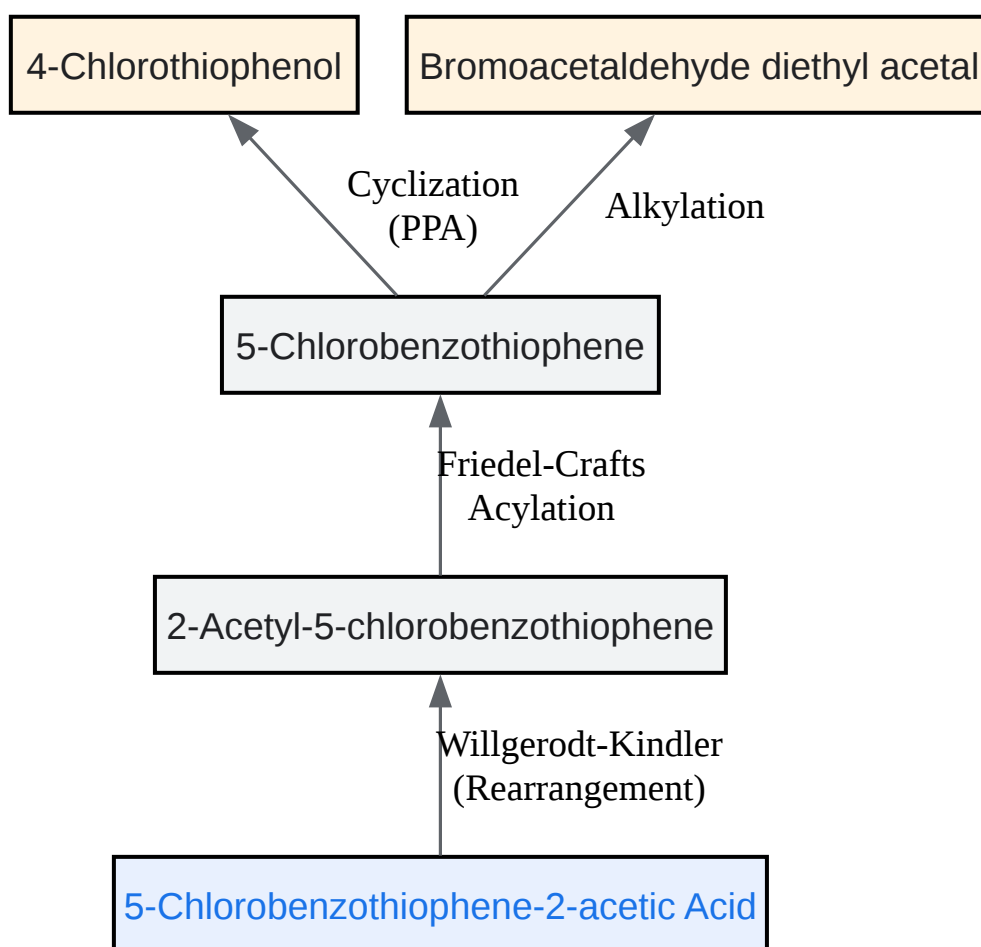 4-Chlorothiophenol
Bromoacetaldehyde diethyl acetal
Cyclization
(PPA)
Alkylation
5-Chlorobenzothiophene
Friedel-Crafts
Acylation
2-Acetyl-5-chlorobenzothiophene
Willgerodt-Kindler
(Rearrangement)
5-Chlorobenzothiophene-2-acetic Acid